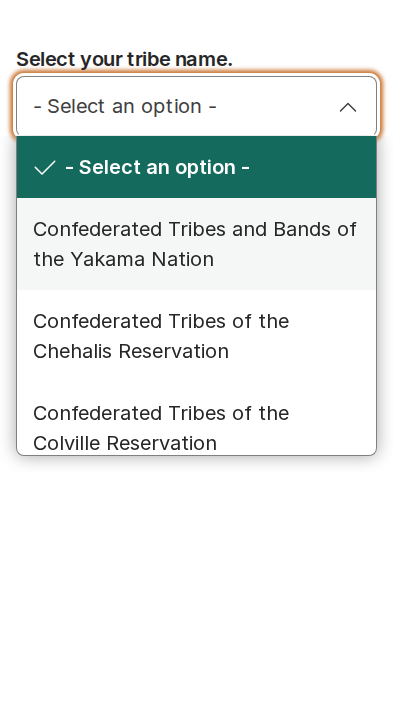 Select your tribe name.
- Select an option -
- Select an option -
Confederated Tribes and Bands of
the Yakama Nation
Confederated Tribes of the
Chehalis Reservation
Confederated Tribes of the
Colville Reservation